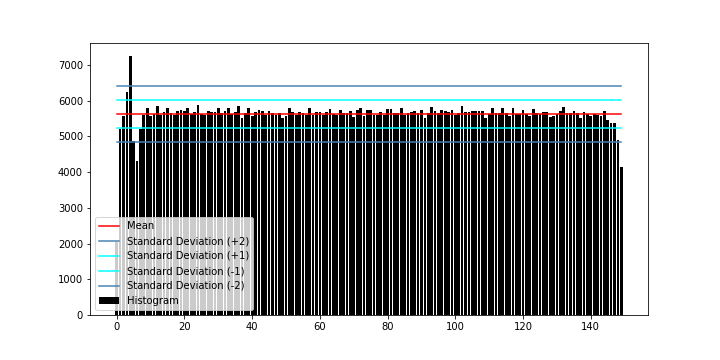 7000
6000
5000
4000
3000
2000
1000
0
Mean
Standard Deviation (+2)
Standard Deviation (+1)
Standard Deviation (-1)
Standard Deviation (-2)
Histogram
0 20 40 60 80 100 120 140